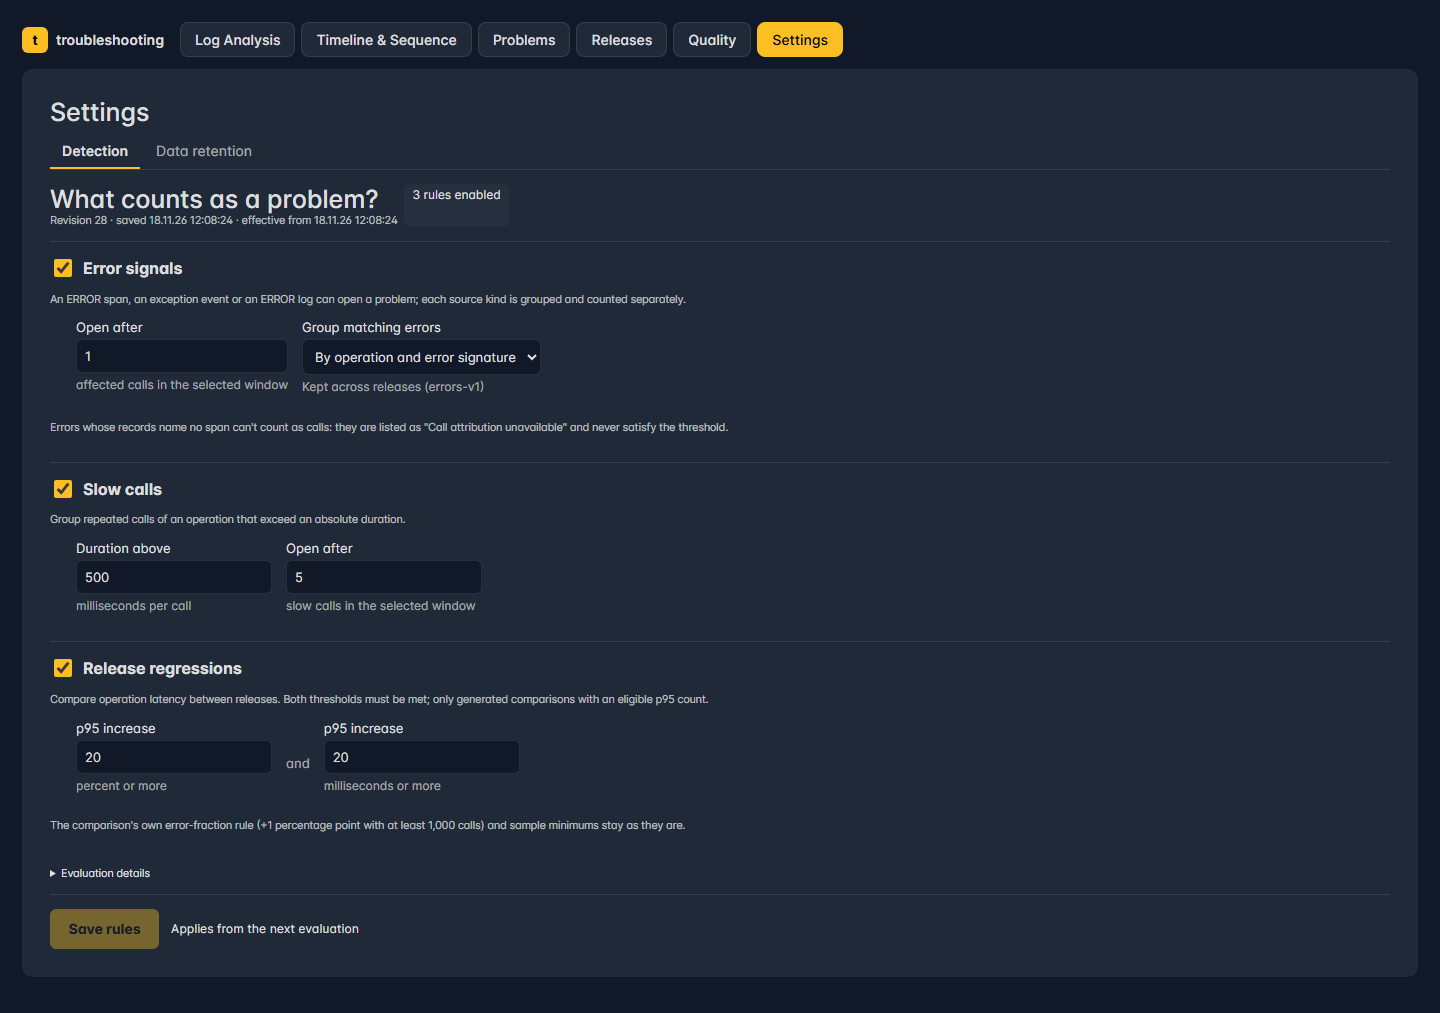 t troubleshooting Log Analysis Timeline & Sequence Problems Releases Quality Settings
Settings
Detection Data retention
What counts as a problem? 3 rules enabled
Revision 28 · saved 18.11.26 12:08:24 · effective from 18.11.26 12:08:24
Error signals
An ERROR span, an exception event or an ERROR log can open a problem; each source kind is grouped and counted separately.
Open after Group matching errors
1 By operation and error signature
affected calls in the selected window Kept across releases (errors-v1)
Errors whose records name no span can't count as calls: they are listed as "Call attribution unavailable" and never satisfy the threshold.
Slow calls
Group repeated calls of an operation that exceed an absolute duration.
Duration above Open after
500 5
milliseconds per call slow calls in the selected window
Release regressions
Compare operation latency between releases. Both thresholds must be met; only generated comparisons with an eligible p95 count.
p95 increase p95 increase
20 and 20
percent or more milliseconds or more
The comparison's own error-fraction rule (+1 percentage point with at least 1,000 calls) and sample minimums stay as they are.
Evaluation details
Save rules Applies from the next evaluation